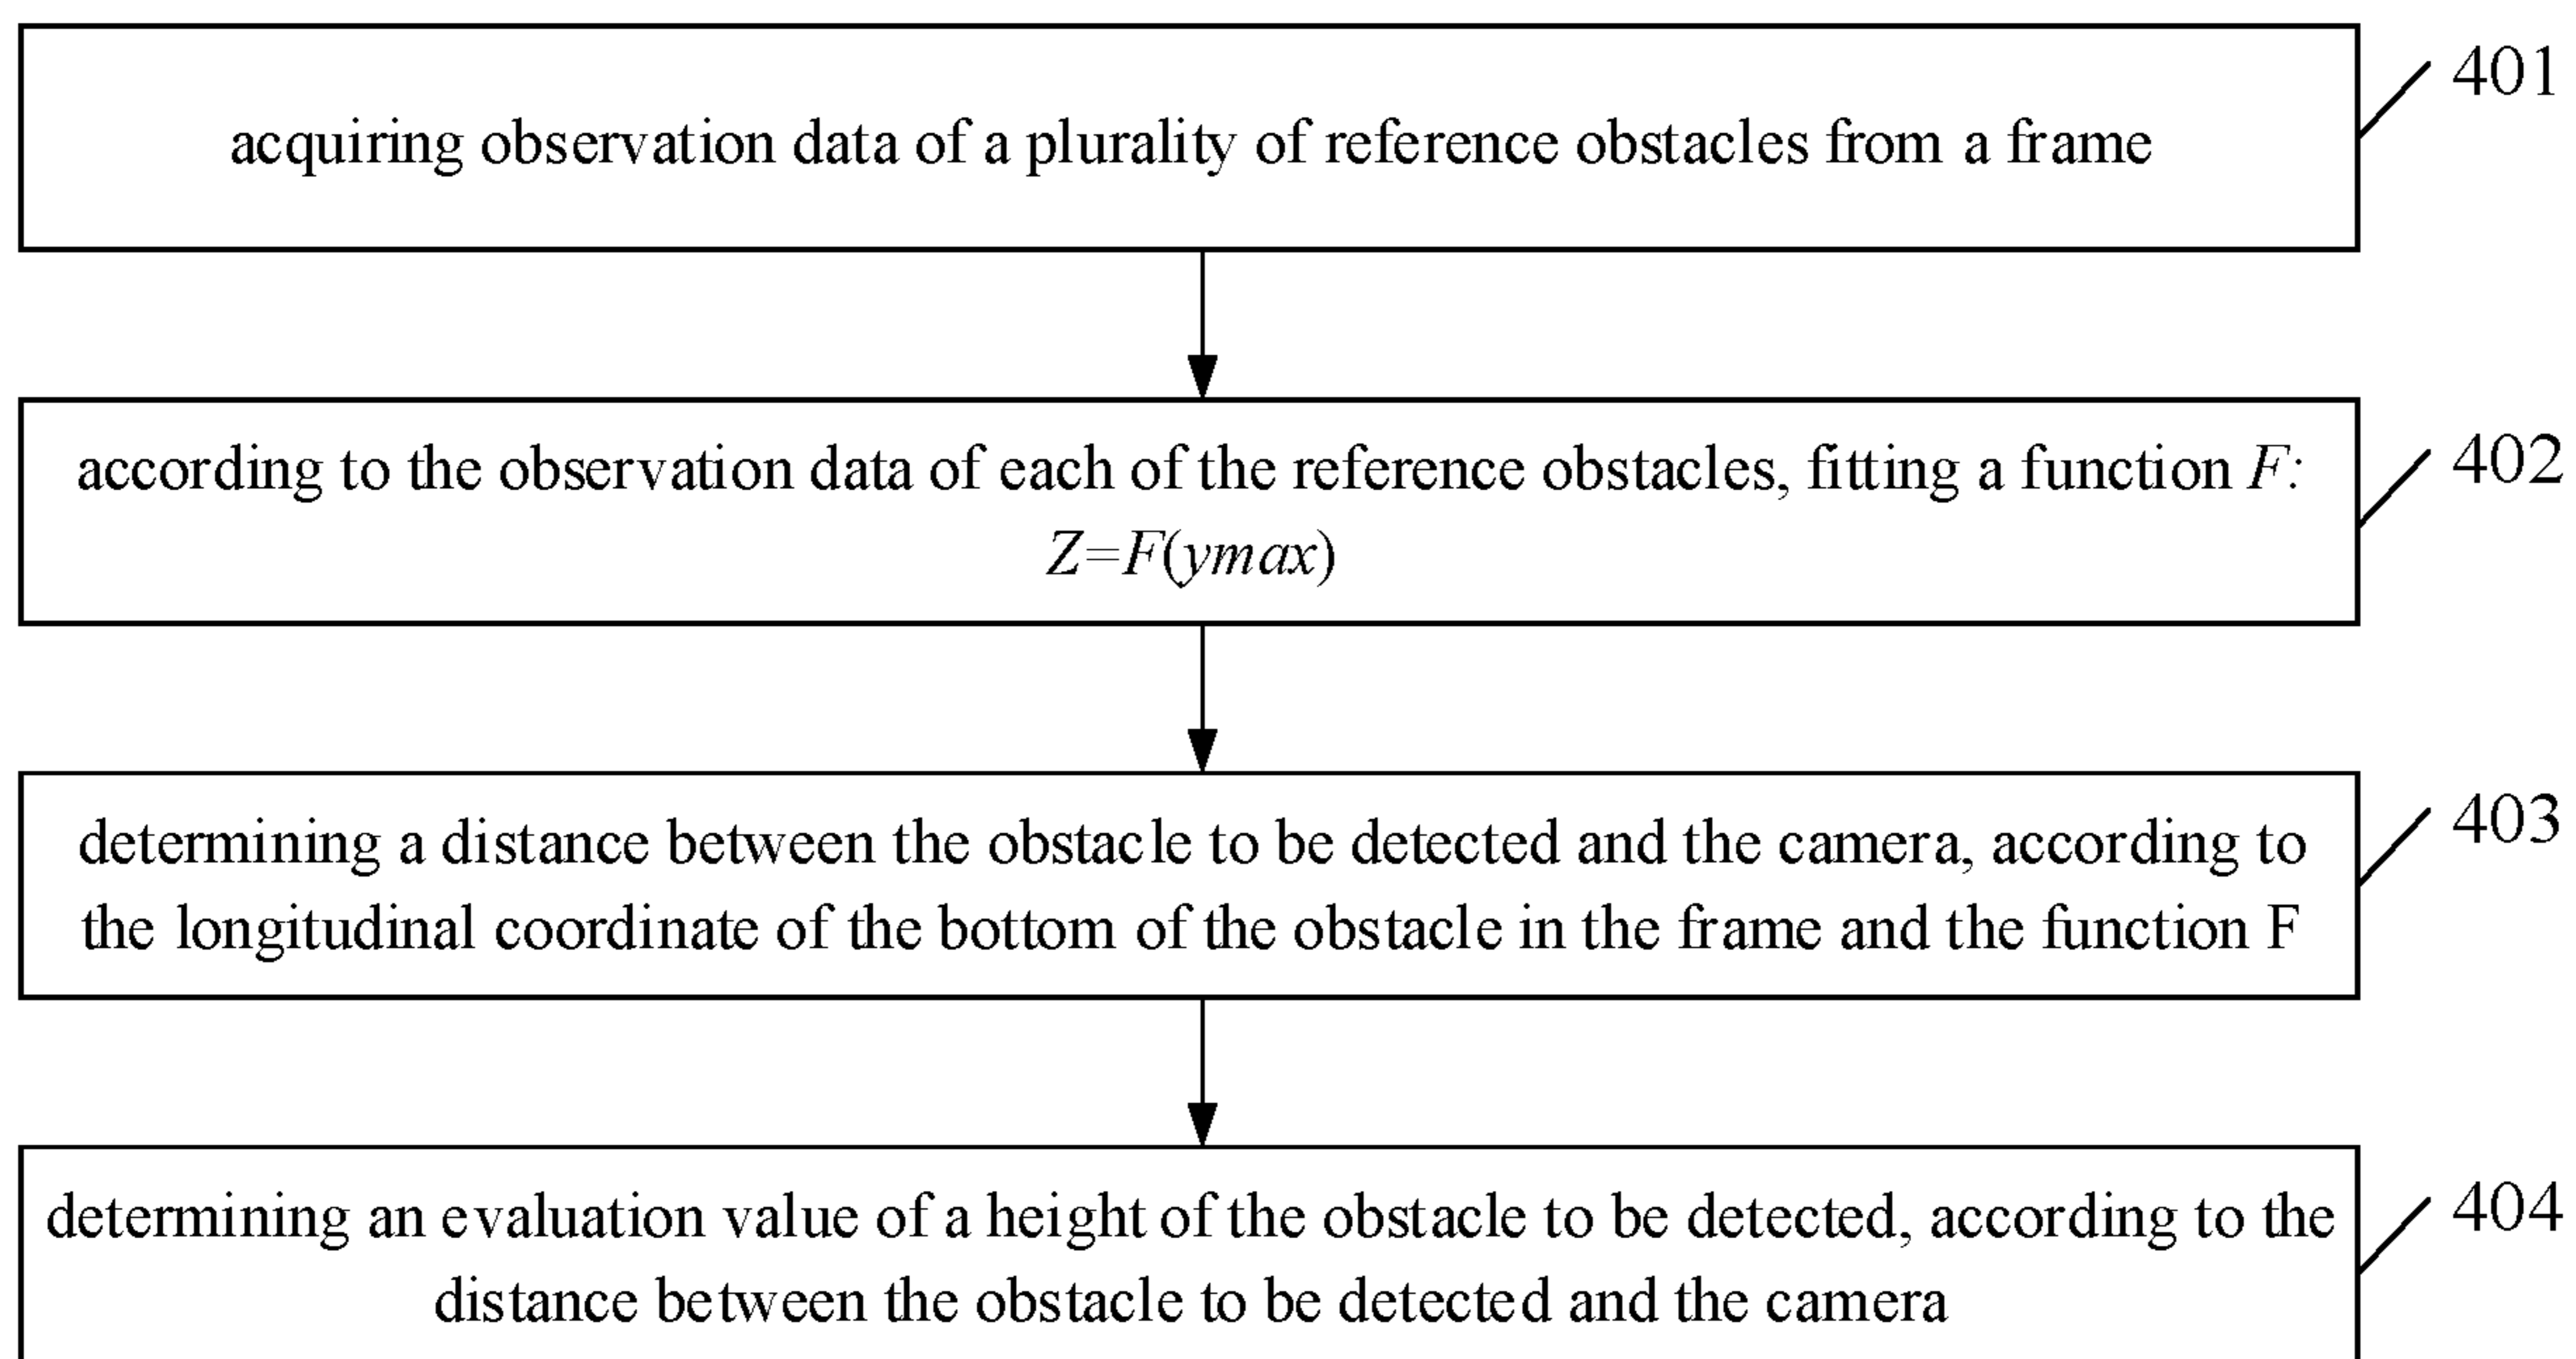 acquiring observation data of a plurality of reference obstacles from a frame
401
according to the observation data of each of the reference obstacles, fitting a function F:
Z=F(ymax)
402
determining a distance between the obstacle to be detected and the camera, according to
the longitudinal coordinate of the bottom of the obstacle in the frame and the function F
403
determining an evaluation value of a height of the obstacle to be detected, according to the
distance between the obstacle to be detected and the camera
404